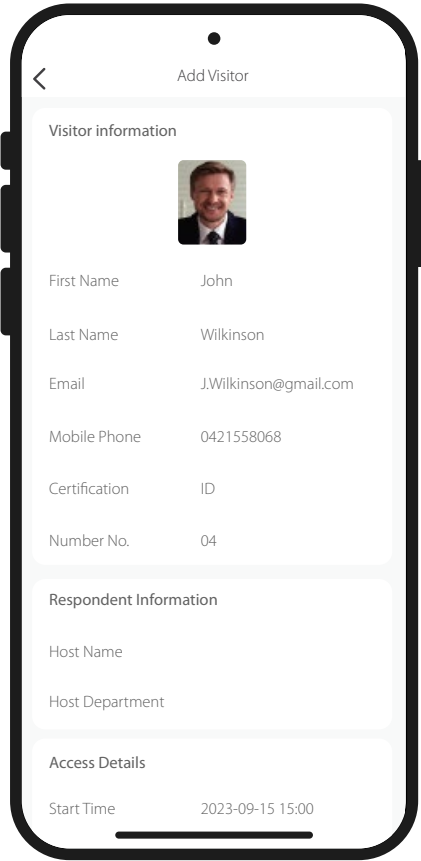 Add Visitor
Visitor information
First Name John
Last Name Wilkinson
Email J.Wilkinson@gmail.com
Mobile Phone 0421558068
Certification ID
Number No. 04
Respondent Information
Host Name
Host Department
Access Details
Start Time 2023-09-15 15:00